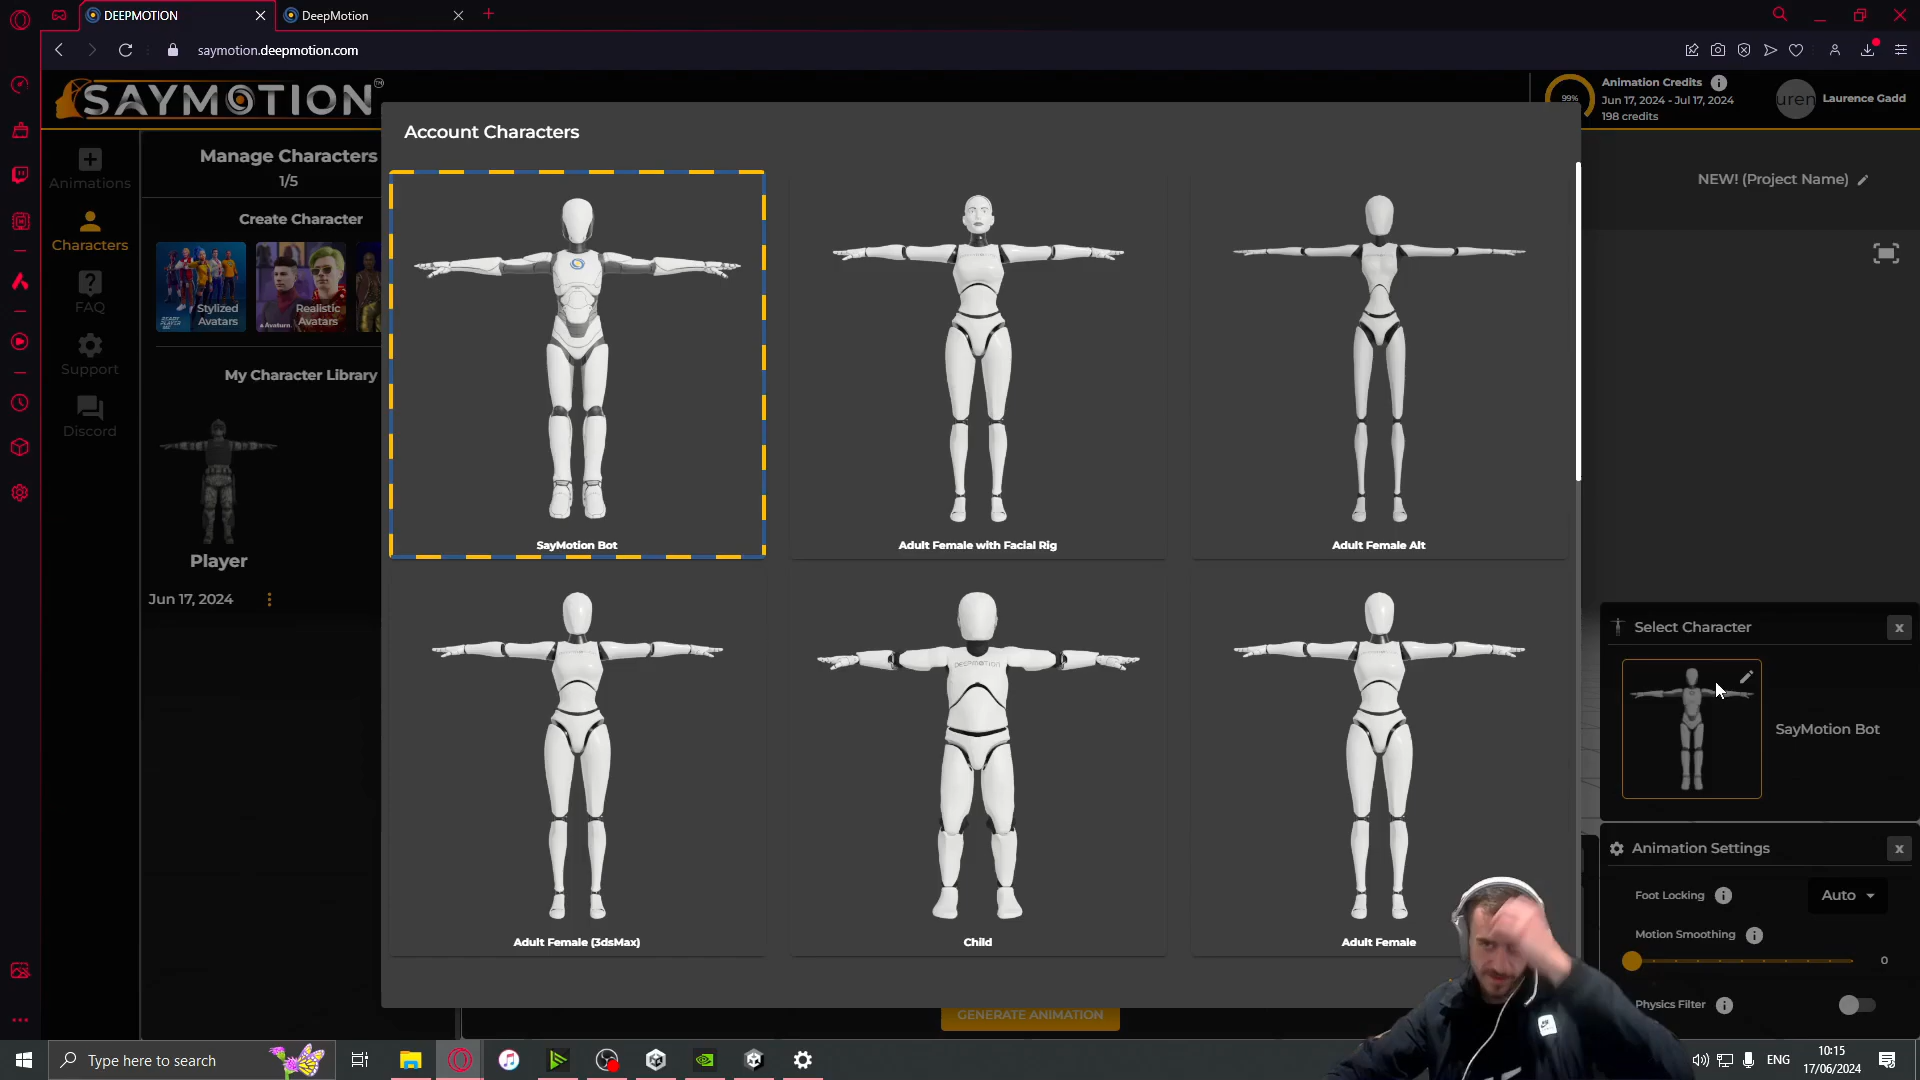 DEEPMOTION
DeepMotion
saymotion.deepmotion.com
SAYMOTION
TM
99%
Animation Credits
Jun 17, 2024 - Jul 17, 2024
198 credits
uren
Laurence Gadd
Animations
Characters
FAQ
Support
Discord
Manage Characters
1/5
Create Character
Stylized
Avatars
Realistic
Avatars
My Character Library
Player
Jun 17, 2024
Account Characters
SayMotion Bot
Adult Female with Facial Rig
Adult Female Alt
DEEPMOTION
Adult Female (3dsMax)
Child
Adult Female
NEW! (Project Name)
Select Character
x
SayMotion Bot
Animation Settings
x
Foot Locking
Auto
Motion Smoothing
0
Physics Filter
GENERATE ANIMATION
Type here to search
ENG
10:15
17/06/2024